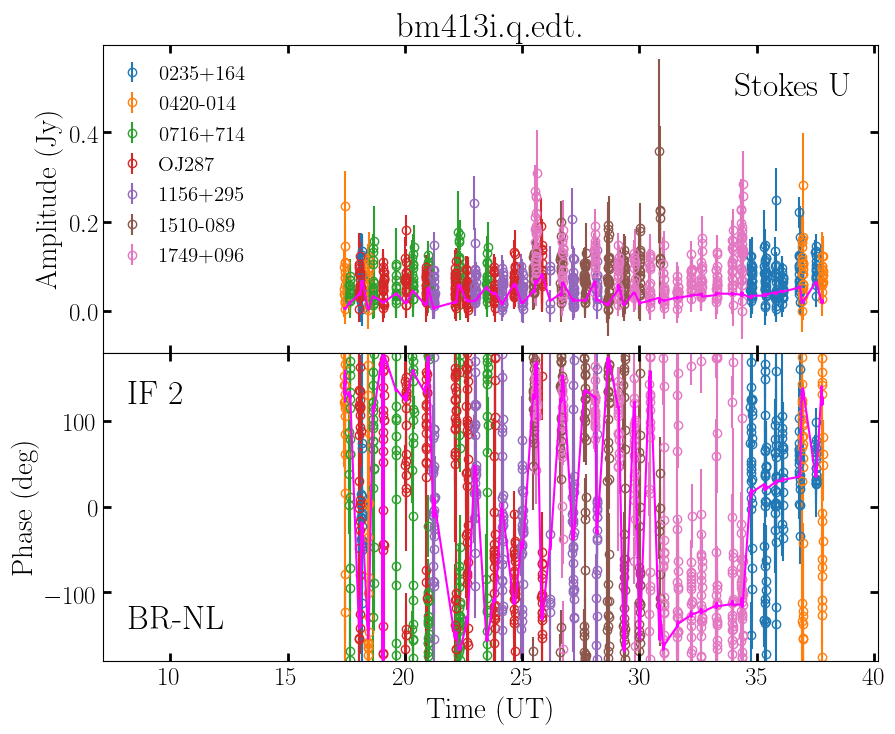 bm413i.q.edt.
Stokes U
0235+164
0420-014
0716+714
OJ287
1156+295
1510-089
1749+096
Amplitude (Jy)
0.4
0.2
0.0
IF 2
BR-NL
Phase (deg)
100
0
−100
10 15 20 25 30 35 40
Time (UT)